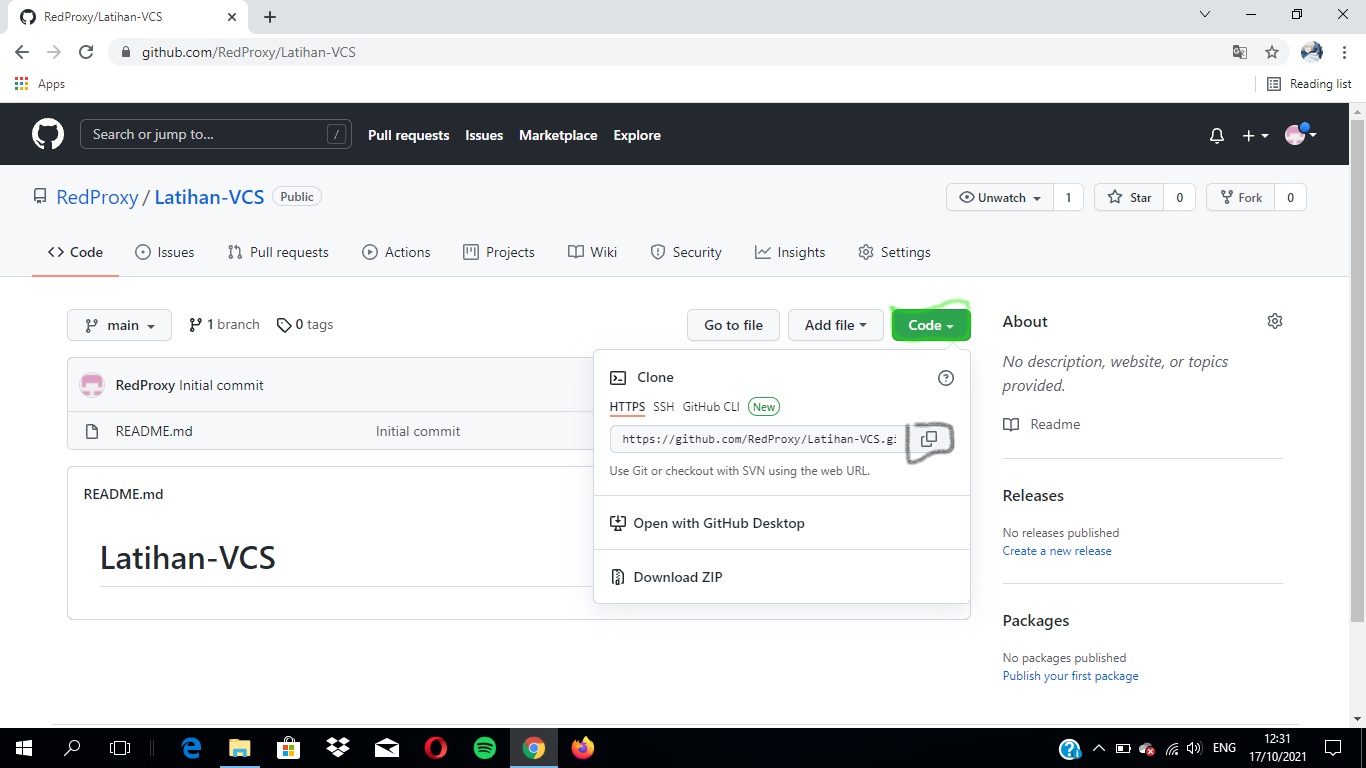 RedProxy/Latihan-VCS
github.com/RedProxy/Latihan-VCS
Apps
Reading list
Search or jump to...
/
Pull requests
Issues
Marketplace
Explore
RedProxy / Latihan-VCS
Public
Unwatch
1
Star
0
Fork
0
Code
Issues
Pull requests
Actions
Projects
Wiki
Security
Insights
Settings
main
1 branch
0 tags
Go to file
Add file
Code
RedProxy Initial commit
README.md
Initial commit
README.md
Latihan-VCS
Clone
HTTPS
SSH
GitHub CLI
New
https://github.com/RedProxy/Latihan-VCS.gi
Use Git or checkout with SVN using the web URL.
Open with GitHub Desktop
Download ZIP
About
No description, website, or topics
provided.
Readme
Releases
No releases published
Create a new release
Packages
No packages published
Publish your first package
ENG
12:31
17/10/2021